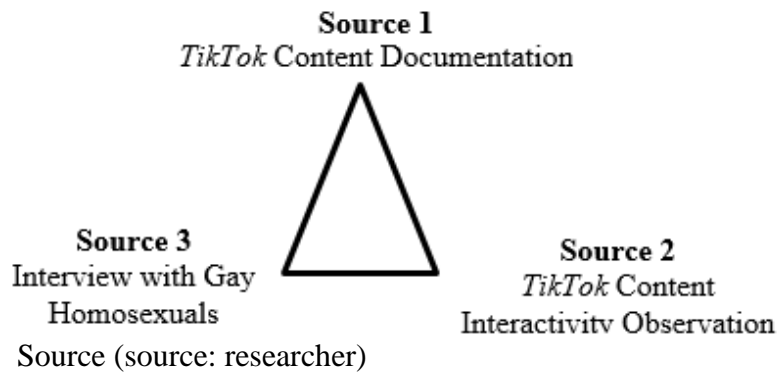 Source 1
TikTok Content Documentation
Source 3
Interview with Gay
Homosexuals
Source 2
TikTok Content
Interactivity Observation
Source (source: researcher)